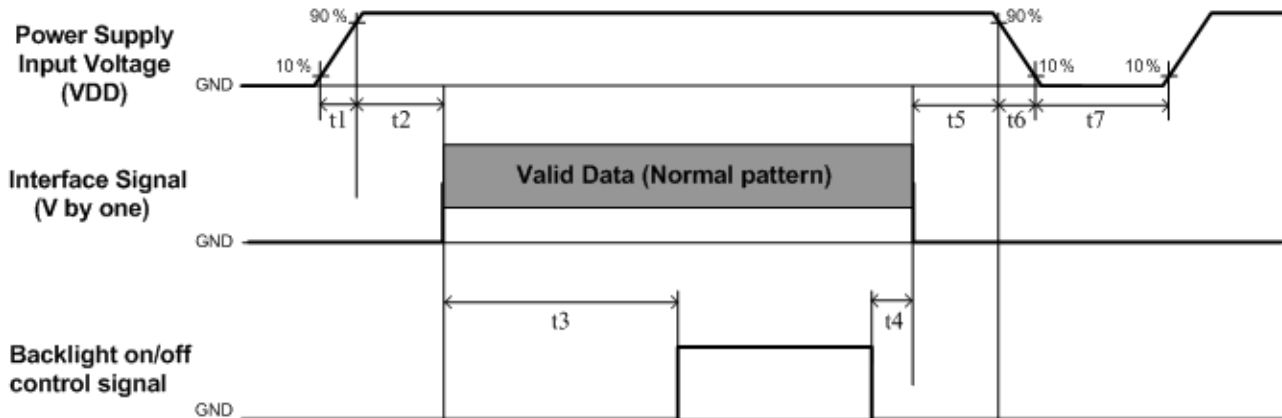 Power Supply
Input Voltage
(VDD)
90 %
10 %
GND
90 %
10 %
10 %
t1
t2
t5
t6
t7
Interface Signal
(V by one)
Valid Data (Normal pattern)
GND
t3
t4
Backlight on/off
control signal
GND